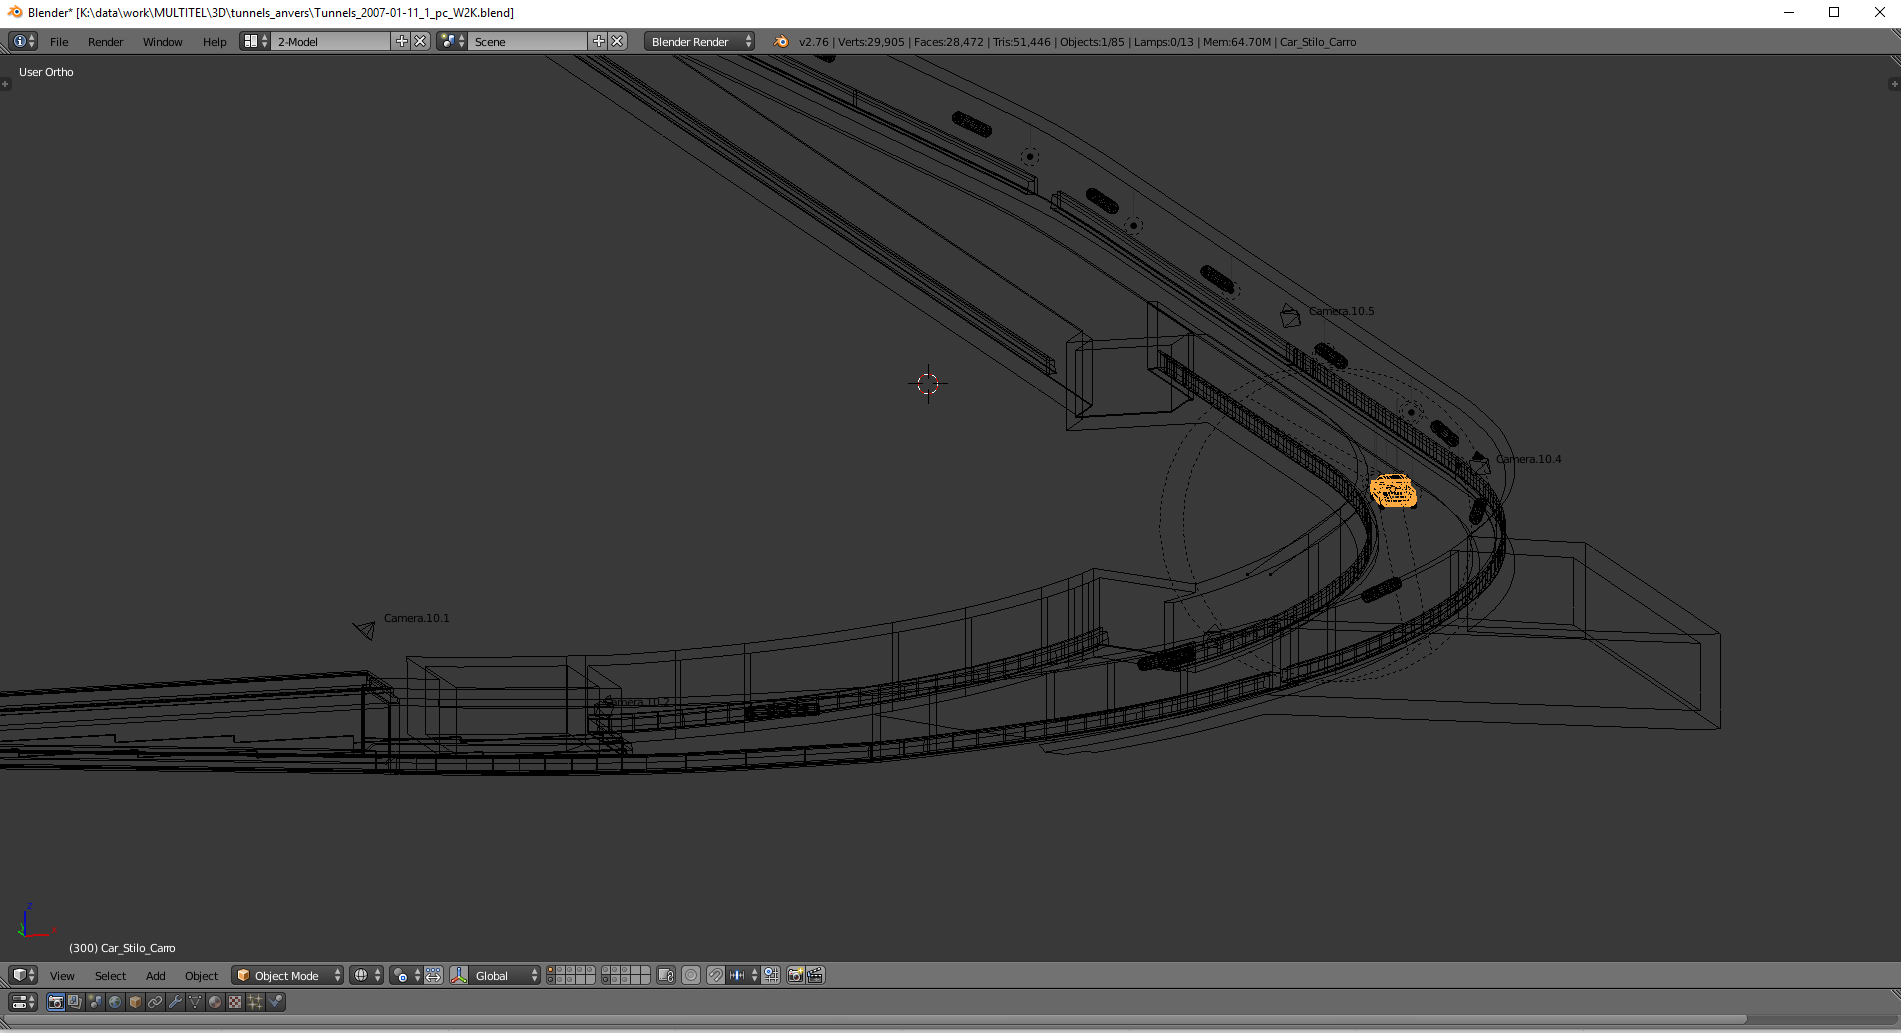 Blender* [K:\data\work\MULTITEL\3D\tunnels_anvers\Tunnels_2007-01-11_1_pc_W2K.blend]
File Render Window Help 2-Model Scene Blender Render v2.76 | Verts:29,905 | Faces:28,472 | Tris:51,446 | Objects:1/85 | Lamps:0/13 | Mem:64.70M | Car_Stilo_Carro
User Ortho
Camera.10.5
Camera.10.4
Camera.10.1
Camera.10.2
z
x
(300) Car_Stilo_Carro
View Select Add Object Object Mode Global